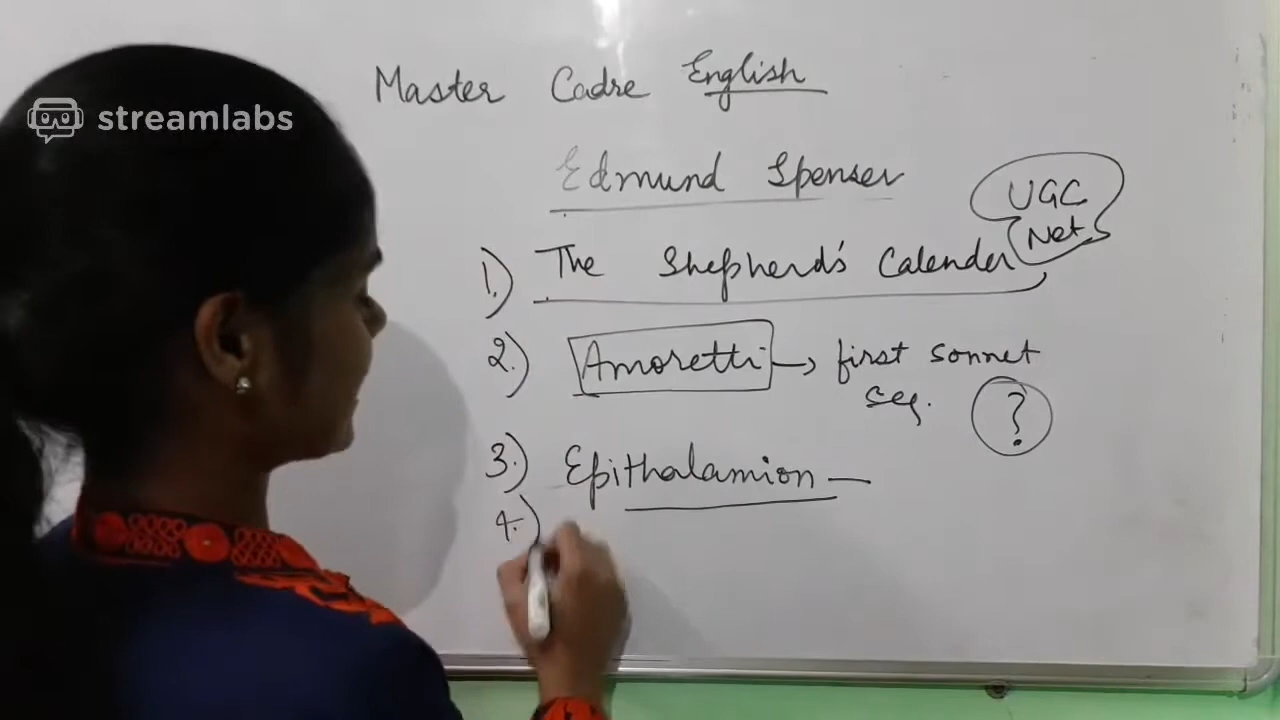 streamlabs
Master Cadre English
Edmund Spenser
UGC
Net
1.) The Shepherd's Calender
2.) Amoretti → first sonnet
seq. ?
3.) Epithalamion —
4.)